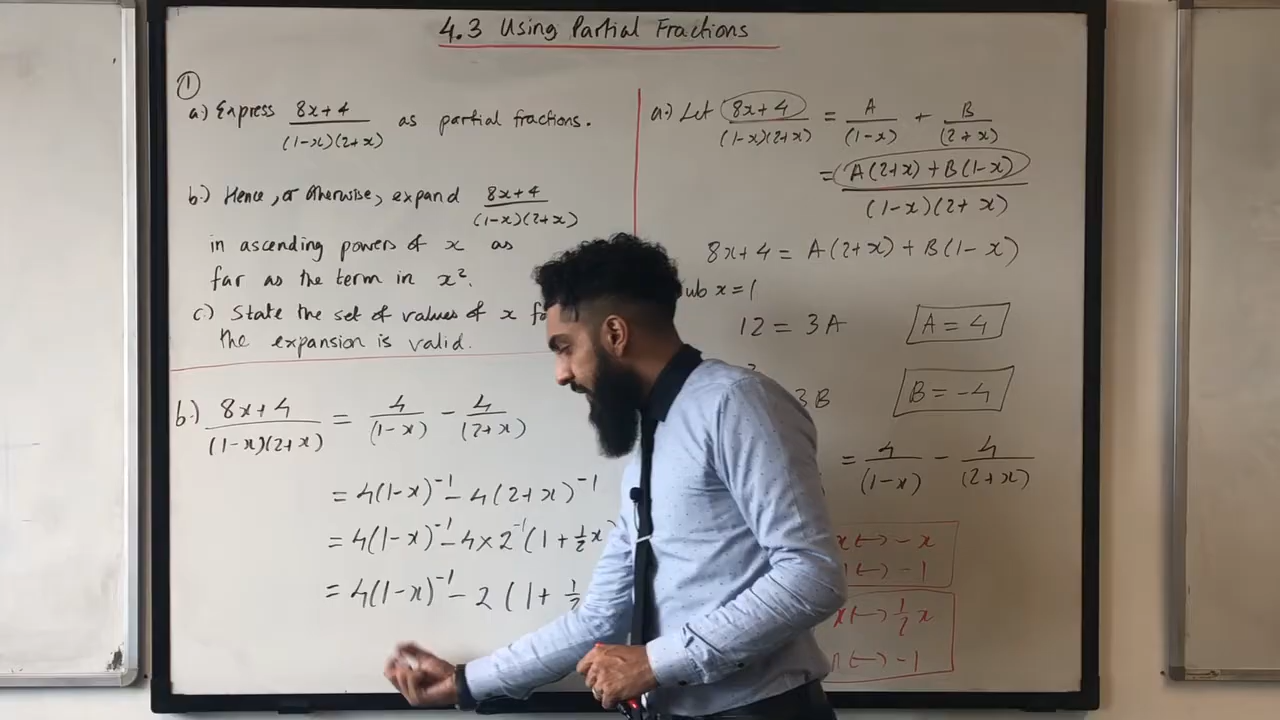 4.3 Using Partial Fractions
①
a.) Express (8x+4)/((1-x)(2+x)) as partial fractions.
b.) Hence, or otherwise, expand (8x+4)/((1-x)(2+x))
in ascending powers of x as
far as the term in x².
c.) State the set of values of x
the expansion is valid.
b.) (8x+4)/((1-x)(2+x)) = 4/(1-x) - 4/(2+x)
= 4(1-x)⁻¹ - 4(2+x)⁻¹
= 4(1-x)⁻¹ - 4×2⁻¹(1+½x)
= 4(1-x)⁻¹ - 2(1+
a.) Let (8x+4)/((1-x)(2+x)) = A/(1-x) + B/(2+x)
= (A(2+x)+B(1-x))/((1-x)(2+x))
8x+4 = A(2+x)+B(1-x)
x=1
12 = 3A
A = 4
3B
B = -4
= 4/(1-x) - 4/(2+x)
x↔-x
↔-1
x↔½x
n↔-1